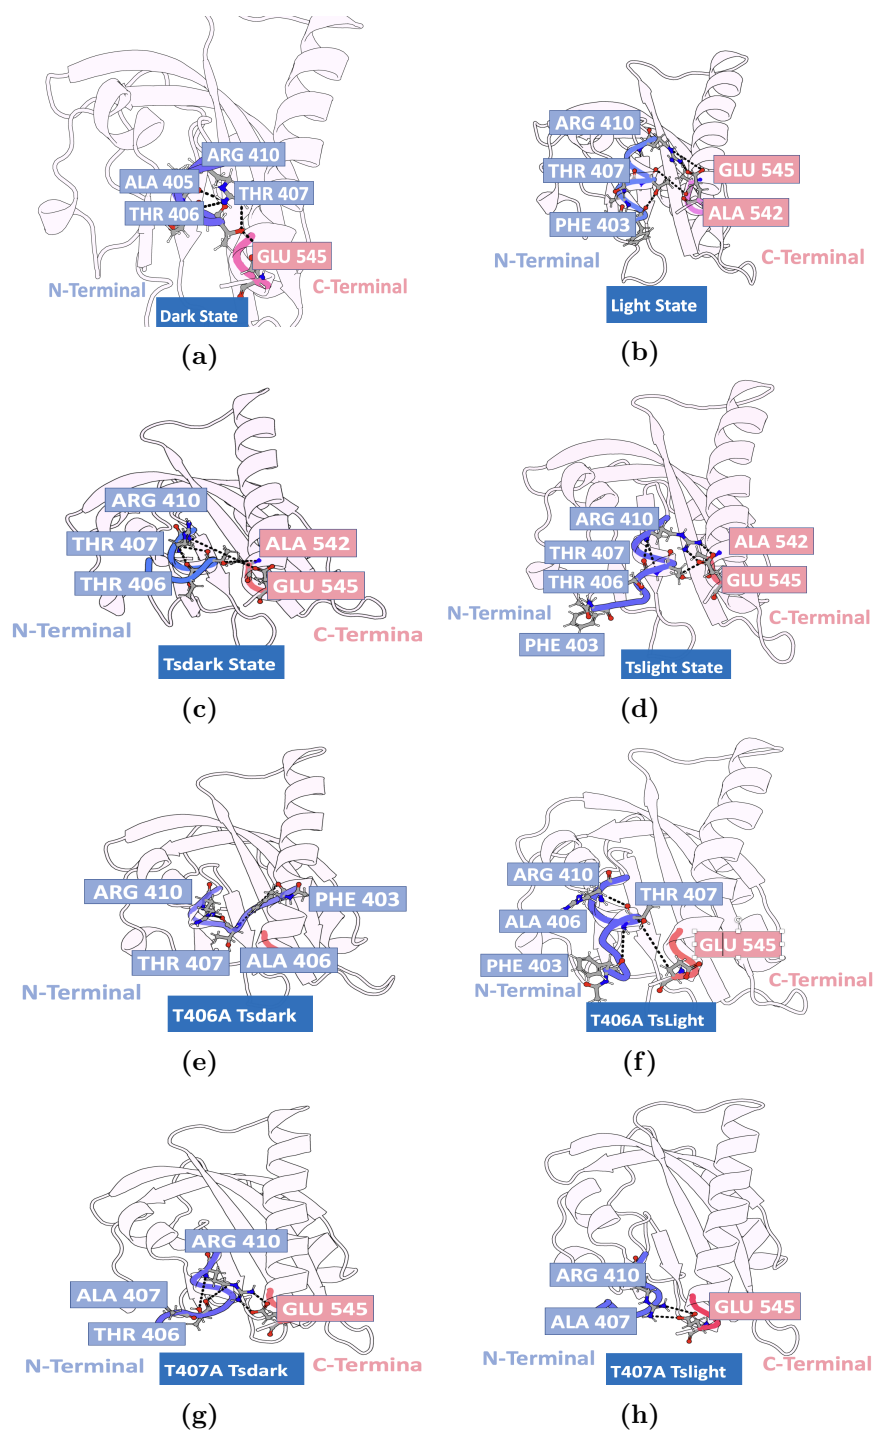 ARG 410
ALA 405
THR 407
THR 406
GLU 545
N-Terminal
C-Terminal
Dark State
(a)
ARG 410
GLU 545
THR 407
ALA 542
PHE 403
N-Terminal
C-Terminal
Light State
(b)
ARG 410
THR 407
ALA 542
THR 406
GLU 545
N-Terminal
C-Termina
Tsdark State
(c)
ARG 410
ALA 542
THR 407
THR 406
GLU 545
N-Terminal
C-Terminal
PHE 403
Tslight State
(d)
ARG 410
PHE 403
THR 407
ALA 406
N-Terminal
T406A Tsdark
(e)
ARG 410
THR 407
ALA 406
GLU 545
PHE 403
C-Terminal
N-Terminal
T406A TsLight
(f)
ARG 410
ALA 407
GLU 545
THR 406
N-Terminal
C-Termina
T407A Tsdark
(g)
ARG 410
GLU 545
ALA 407
N-Terminal
C-Terminal
T407A Tslight
(h)